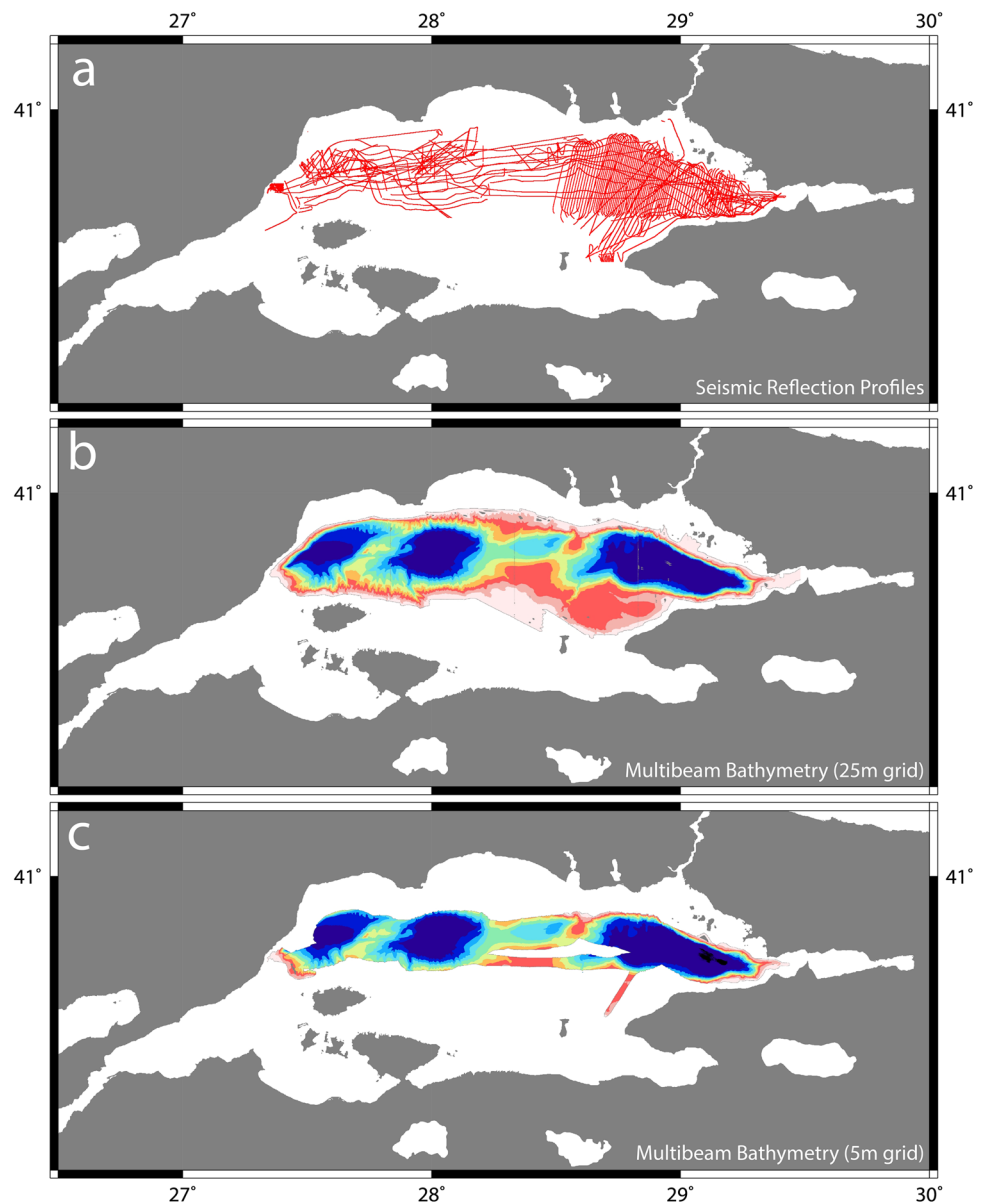 27° 28° 29° 30°
a
41° 41°
Seismic Reflection Profiles
b
41° 41°
Multibeam Bathymetry (25m grid)
c
41° 41°
Multibeam Bathymetry (5m grid)
27° 28° 29° 30°